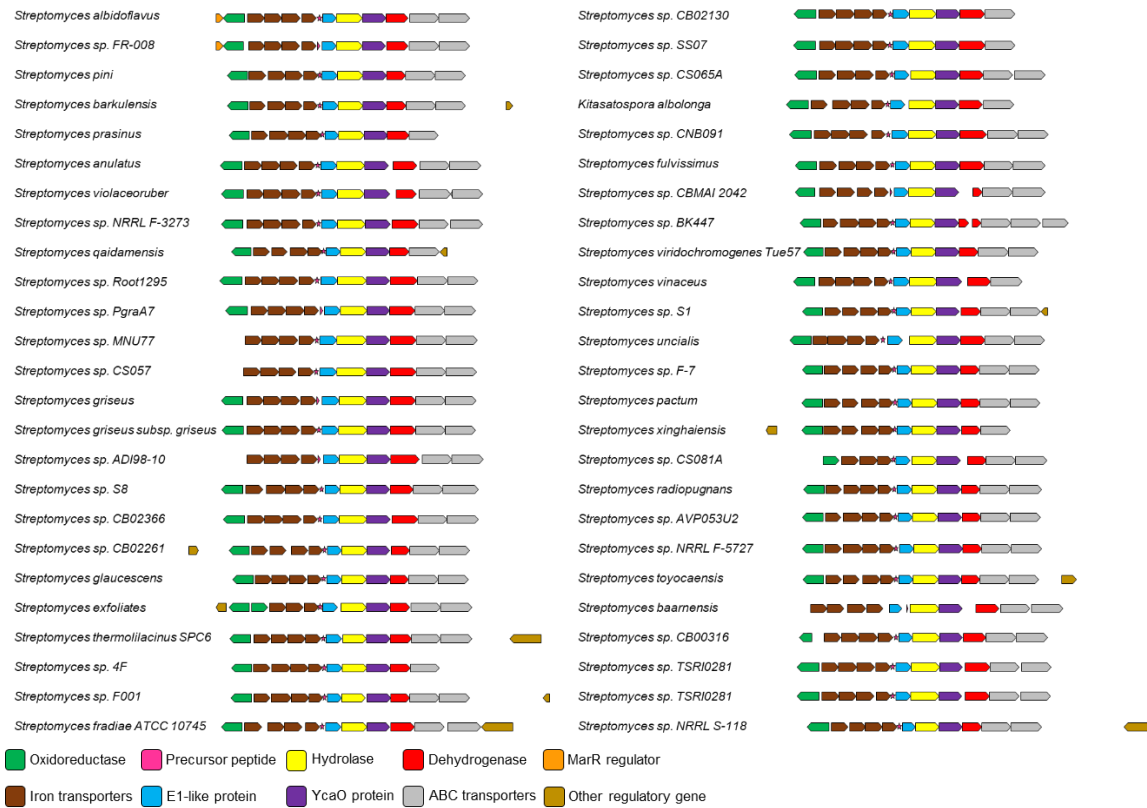 Streptomyces albidoflavus
Streptomyces sp. FR-008
Streptomyces pini
Streptomyces barkulensis
Streptomyces prasinus
Streptomyces anulatus
Streptomyces violaceoruber
Streptomyces sp. NRRL F-3273
Streptomyces qaidamensis
Streptomyces sp. Root1295
Streptomyces sp. PgraA7
Streptomyces sp. MNU77
Streptomyces sp. CS057
Streptomyces griseus
Streptomyces griseus subsp. griseus
Streptomyces sp. ADI98-10
Streptomyces sp. S8
Streptomyces sp. CB02366
Streptomyces sp. CB02261
Streptomyces glaucescens
Streptomyces exfoliates
Streptomyces thermolilacinus SPC6
Streptomyces sp. 4F
Streptomyces sp. F001
Streptomyces fradiae ATCC 10745
Streptomyces sp. CB02130
Streptomyces sp. SS07
Streptomyces sp. CS065A
Kitasatospora albolonga
Streptomyces sp. CNB091
Streptomyces fulvissimus
Streptomyces sp. CBMAI 2042
Streptomyces sp. BK447
Streptomyces viridochromogenes Tue57
Streptomyces vinaceus
Streptomyces sp. S1
Streptomyces uncialis
Streptomyces sp. F-7
Streptomyces pactum
Streptomyces xinghaiensis
Streptomyces sp. CS081A
Streptomyces radiopugnans
Streptomyces sp. AVP053U2
Streptomyces sp. NRRL F-5727
Streptomyces toyocaensis
Streptomyces baarnensis
Streptomyces sp. CB00316
Streptomyces sp. TSRI0281
Streptomyces sp. TSRI0281
Streptomyces sp. NRRL S-118
Oxidoreductase
Precursor peptide
Hydrolase
Dehydrogenase
MarR regulator
Iron transporters
E1-like protein
YcaO protein
ABC transporters
Other regulatory gene